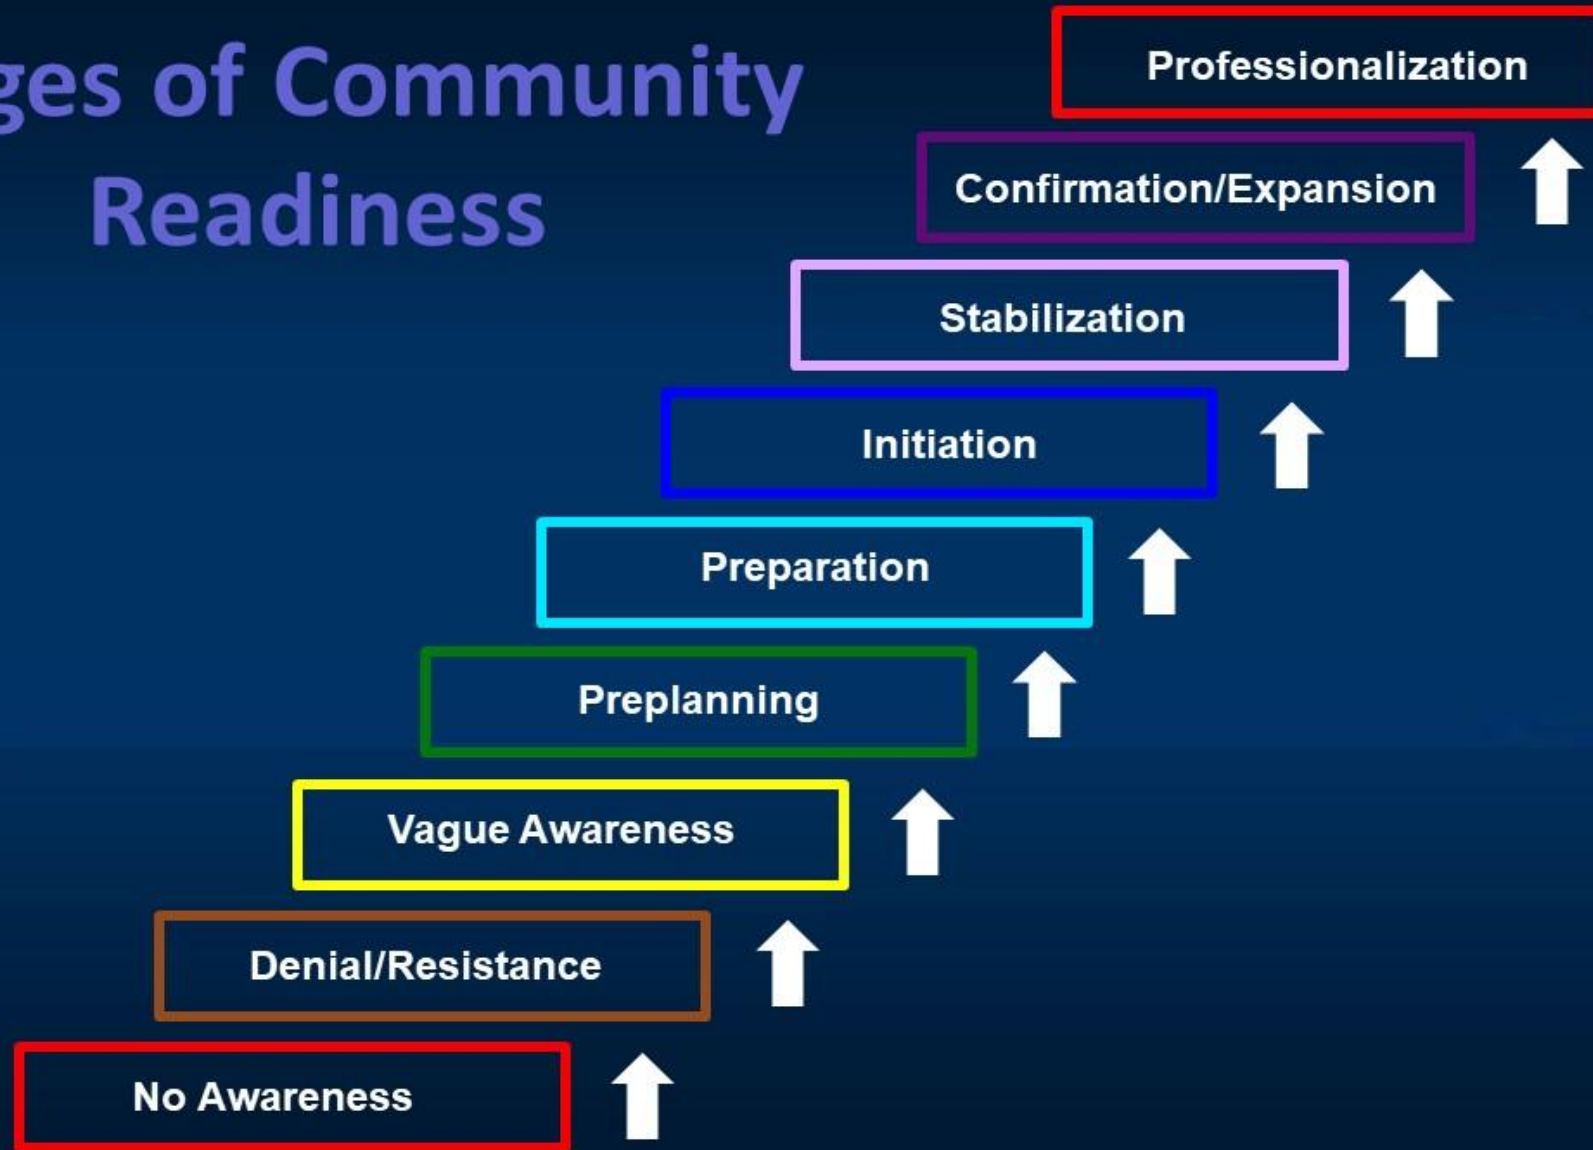 ges of Community
Readiness
Professionalization
Confirmation/Expansion
Stabilization
Initiation
Preparation
Preplanning
Vague Awareness
Denial/Resistance
No Awareness